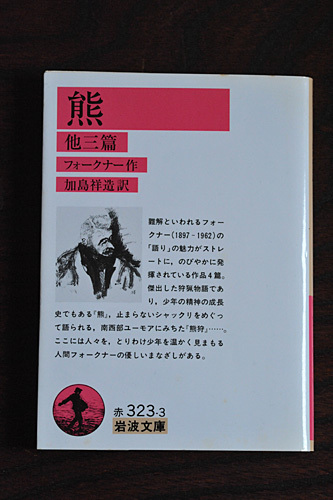 熊
他三篇
フォークナー作
加島祥造訳
難解といわれるフォー
クナー(1897-1962)の
「語り」の魅力がストレ
ートに,のびやかに発
揮されている作品4篇。
傑出した狩猟物語であ
り,少年の精神の成長
史でもある「熊」,止まらないシャックリをめぐっ
て語られる,南西部ユーモアにみちた「熊狩」……。
ここには人々を,とりわけ少年を温かく見まもる
人間フォークナーの優しいまなざしがある。
赤 323-3
岩波文庫